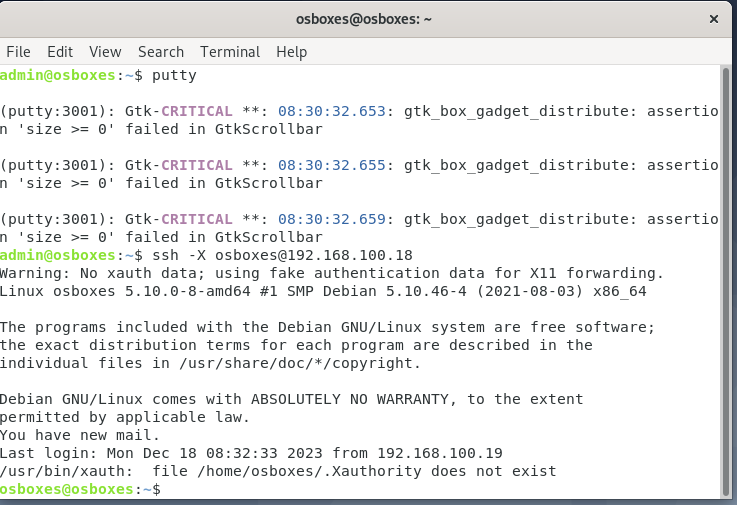 osboxes@osboxes: ~
×
File Edit View Search Terminal Help
admin@osboxes:~$ putty
(putty:3001): Gtk-CRITICAL **: 08:30:32.653: gtk_box_gadget_distribute: assertio
n 'size >= 0' failed in GtkScrollbar
(putty:3001): Gtk-CRITICAL **: 08:30:32.655: gtk_box_gadget_distribute: assertio
n 'size >= 0' failed in GtkScrollbar
(putty:3001): Gtk-CRITICAL **: 08:30:32.659: gtk_box_gadget_distribute: assertio
n 'size >= 0' failed in GtkScrollbar
admin@osboxes:~$ ssh -X osboxes@192.168.100.18
Warning: No xauth data; using fake authentication data for X11 forwarding.
Linux osboxes 5.10.0-8-amd64 #1 SMP Debian 5.10.46-4 (2021-08-03) x86_64
The programs included with the Debian GNU/Linux system are free software;
the exact distribution terms for each program are described in the
individual files in /usr/share/doc/*/copyright.
Debian GNU/Linux comes with ABSOLUTELY NO WARRANTY, to the extent
permitted by applicable law.
You have new mail.
Last login: Mon Dec 18 08:32:33 2023 from 192.168.100.19
/usr/bin/xauth:  file /home/osboxes/.Xauthority does not exist
osboxes@osboxes:~$